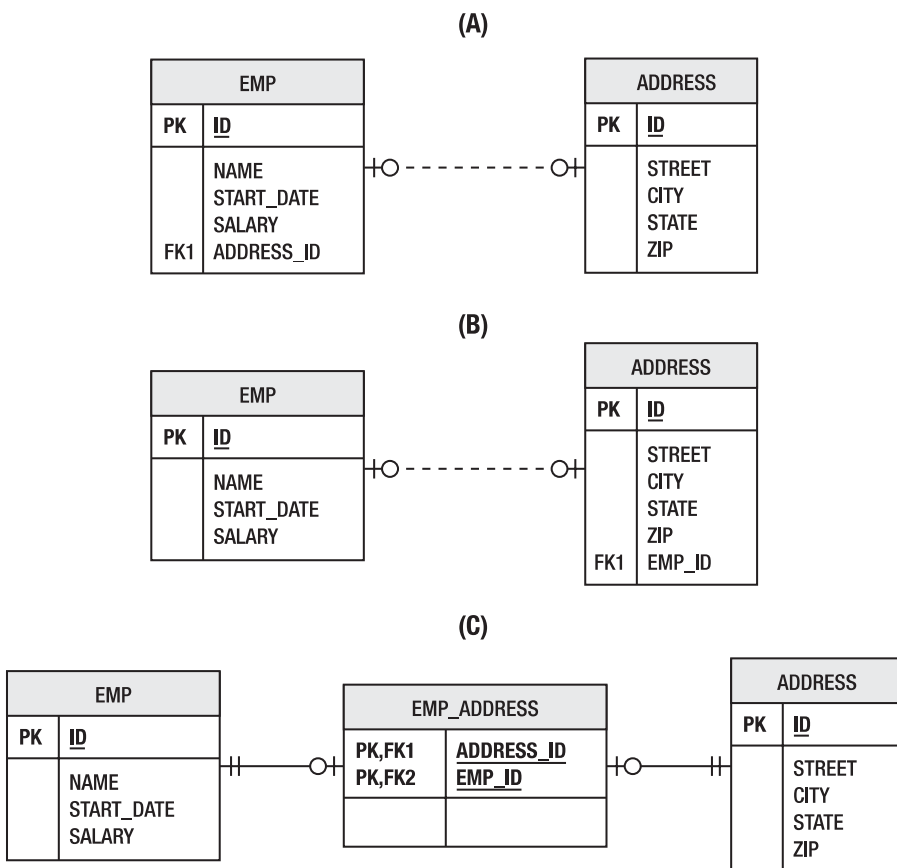 (A)
EMP
PK ID
NAME
START_DATE
SALARY
FK1 ADDRESS_ID
ADDRESS
PK ID
STREET
CITY
STATE
ZIP
(B)
EMP
PK ID
NAME
START_DATE
SALARY
ADDRESS
PK ID
STREET
CITY
STATE
ZIP
FK1 EMP_ID
(C)
EMP
PK ID
NAME
START_DATE
SALARY
EMP_ADDRESS
PK,FK1 ADDRESS_ID
PK,FK2 EMP_ID
ADDRESS
PK ID
STREET
CITY
STATE
ZIP